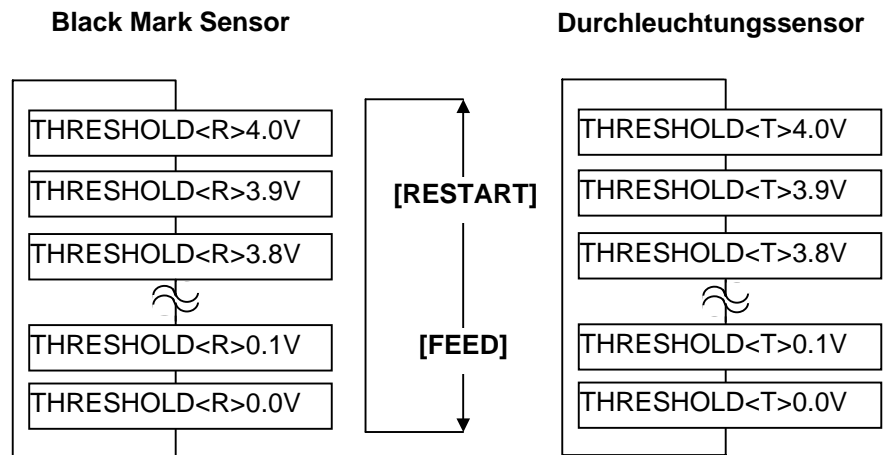 Black Mark Sensor
Durchleuchtungssensor
THRESHOLD<R>4.0V
THRESHOLD<R>3.9V
THRESHOLD<R>3.8V
THRESHOLD<R>0.1V
THRESHOLD<R>0.0V
[RESTART]
[FEED]
THRESHOLD<T>4.0V
THRESHOLD<T>3.9V
THRESHOLD<T>3.8V
THRESHOLD<T>0.1V
THRESHOLD<T>0.0V